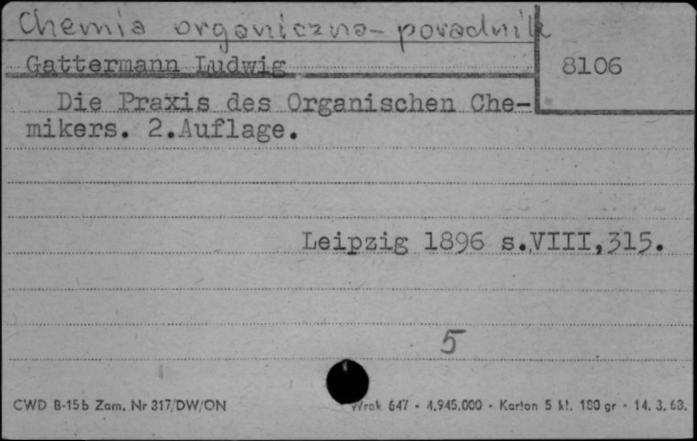 Chemia organiczna - poradnik
Gattermann Ludwig
8106
Die Praxis des Organischen Che-
mikers. 2.Auflage.
Leipzig 1896 s.VIII,315.
5
CWD B-15b Zam. Nr 317/DW/ON
647 - 4.945.000 - Karton 5 kl. 180 gr - 14. 3. 63.